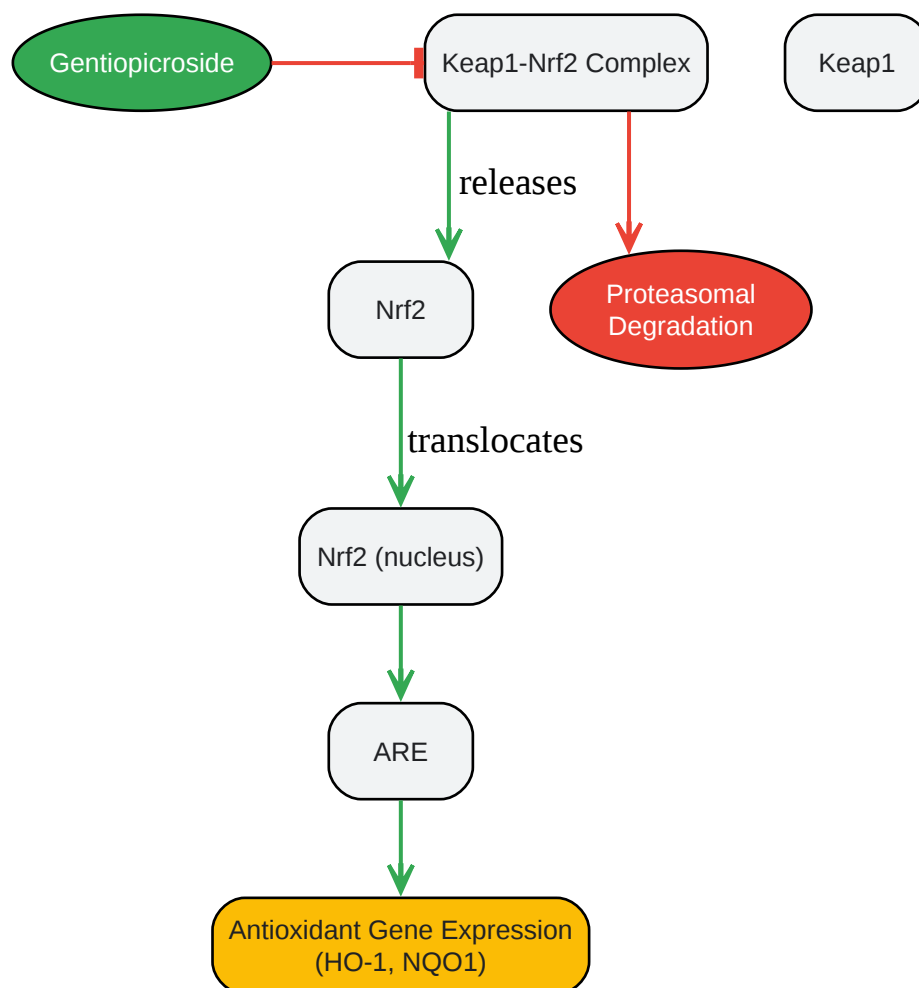 Gentiopicroside
Keap1-Nrf2 Complex
Keap1
releases
Nrf2
Proteasomal
Degradation
translocates
Nrf2 (nucleus)
ARE
Antioxidant Gene Expression
(HO-1, NQO1)